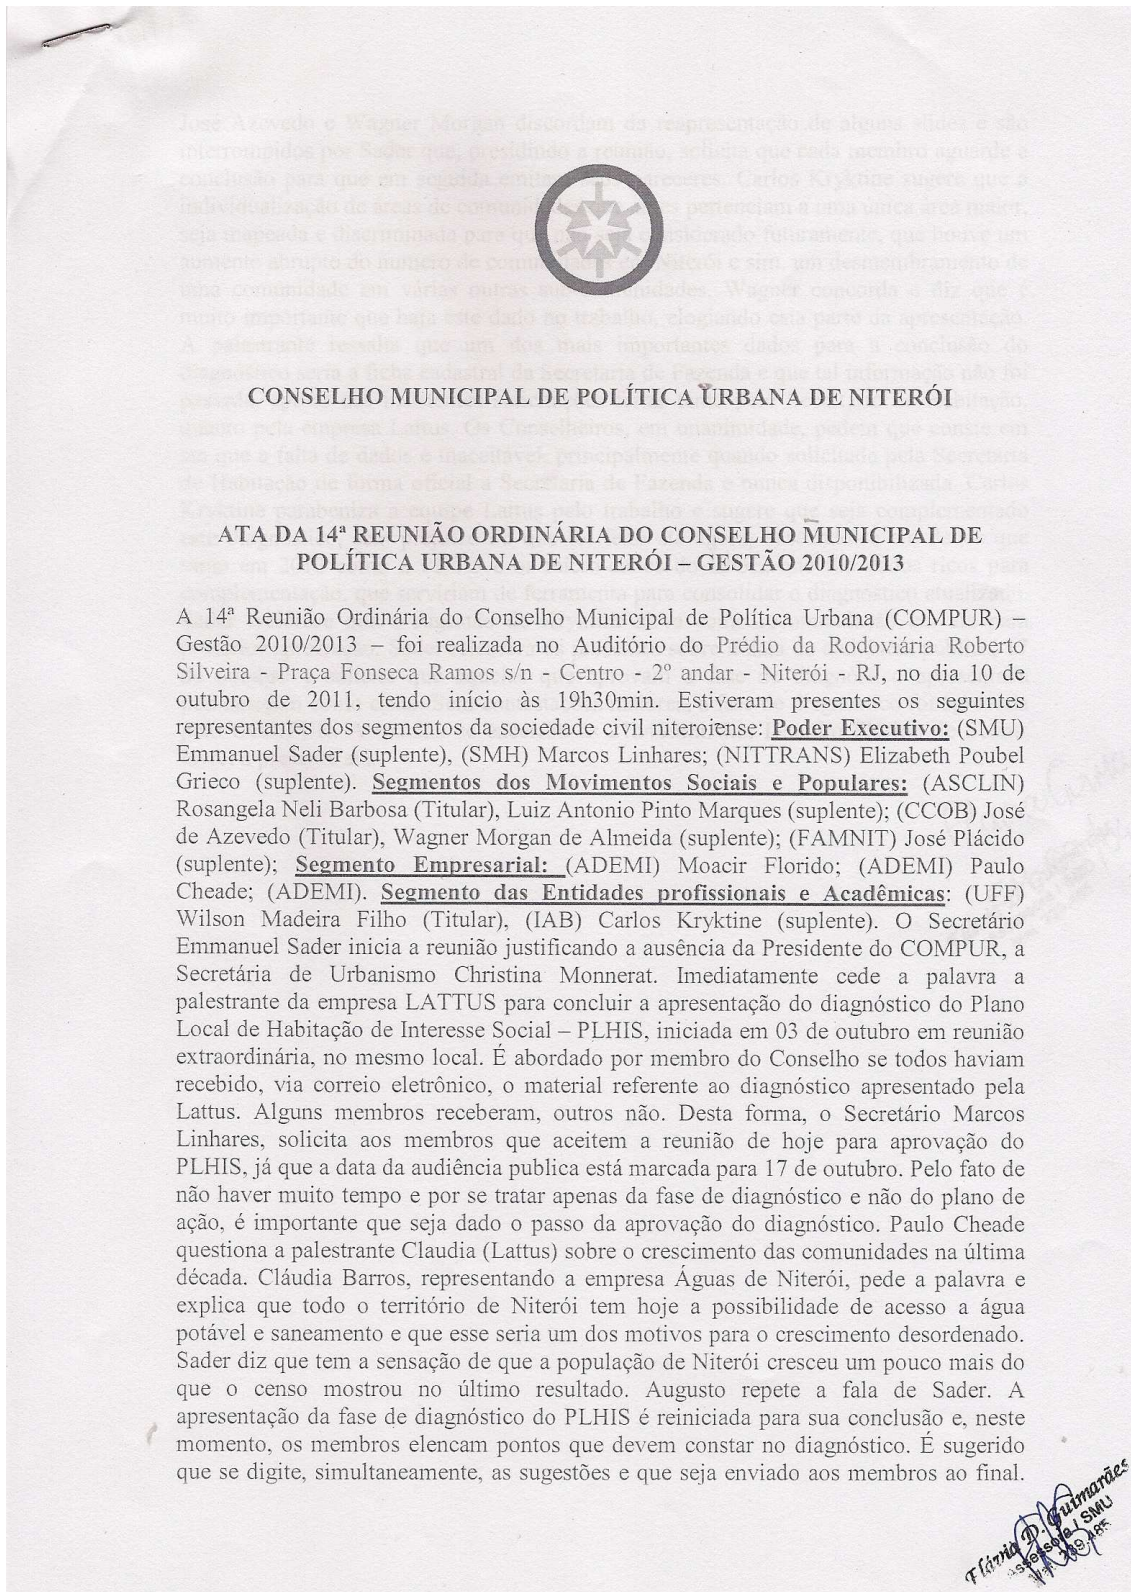 CONSELHO MUNICIPAL DE POLÍTICA URBANA DE NITERÓI
ATA DA 14ª REUNIÃO ORDINÁRIA DO CONSELHO MUNICIPAL DE
POLÍTICA URBANA DE NITERÓI – GESTÃO 2010/2013
A 14ª Reunião Ordinária do Conselho Municipal de Política Urbana (COMPUR) –
Gestão 2010/2013 – foi realizada no Auditório do Prédio da Rodoviária Roberto
Silveira - Praça Fonseca Ramos s/n - Centro - 2º andar - Niterói - RJ, no dia 10 de
outubro de 2011, tendo início às 19h30min. Estiveram presentes os seguintes
representantes dos segmentos da sociedade civil niteroiense: Poder Executivo: (SMU)
Emmanuel Sader (suplente), (SMH) Marcos Linhares; (NITTRANS) Elizabeth Poubel
Grieco (suplente). Segmentos dos Movimentos Sociais e Populares: (ASCLIN)
Rosangela Neli Barbosa (Titular), Luiz Antonio Pinto Marques (suplente); (CCOB) José
de Azevedo (Titular), Wagner Morgan de Almeida (suplente); (FAMNIT) José Plácido
(suplente); Segmento Empresarial: (ADEMI) Moacir Florido; (ADEMI) Paulo
Cheade; (ADEMI). Segmento das Entidades profissionais e Acadêmicas: (UFF)
Wilson Madeira Filho (Titular), (IAB) Carlos Kryktine (suplente). O Secretário
Emmanuel Sader inicia a reunião justificando a ausência da Presidente do COMPUR, a
Secretária de Urbanismo Christina Monnerat. Imediatamente cede a palavra a
palestrante da empresa LATTUS para concluir a apresentação do diagnóstico do Plano
Local de Habitação de Interesse Social – PLHIS, iniciada em 03 de outubro em reunião
extraordinária, no mesmo local. É abordado por membro do Conselho se todos haviam
recebido, via correio eletrônico, o material referente ao diagnóstico apresentado pela
Lattus. Alguns membros receberam, outros não. Desta forma, o Secretário Marcos
Linhares, solicita aos membros que aceitem a reunião de hoje para aprovação do
PLHIS, já que a data da audiência publica está marcada para 17 de outubro. Pelo fato de
não haver muito tempo e por se tratar apenas da fase de diagnóstico e não do plano de
ação, é importante que seja dado o passo da aprovação do diagnóstico. Paulo Cheade
questiona a palestrante Claudia (Lattus) sobre o crescimento das comunidades na última
década. Cláudia Barros, representando a empresa Águas de Niterói, pede a palavra e
explica que todo o território de Niterói tem hoje a possibilidade de acesso a água
potável e saneamento e que esse seria um dos motivos para o crescimento desordenado.
Sader diz que tem a sensação de que a população de Niterói cresceu um pouco mais do
que o censo mostrou no último resultado. Augusto repete a fala de Sader. A
apresentação da fase de diagnóstico do PLHIS é reiniciada para sua conclusão e, neste
momento, os membros elencam pontos que devem constar no diagnóstico. É sugerido
que se digite, simultaneamente, as sugestões e que seja enviado aos membros ao final.
Flávia D. Guimarães
Assessora / SMU